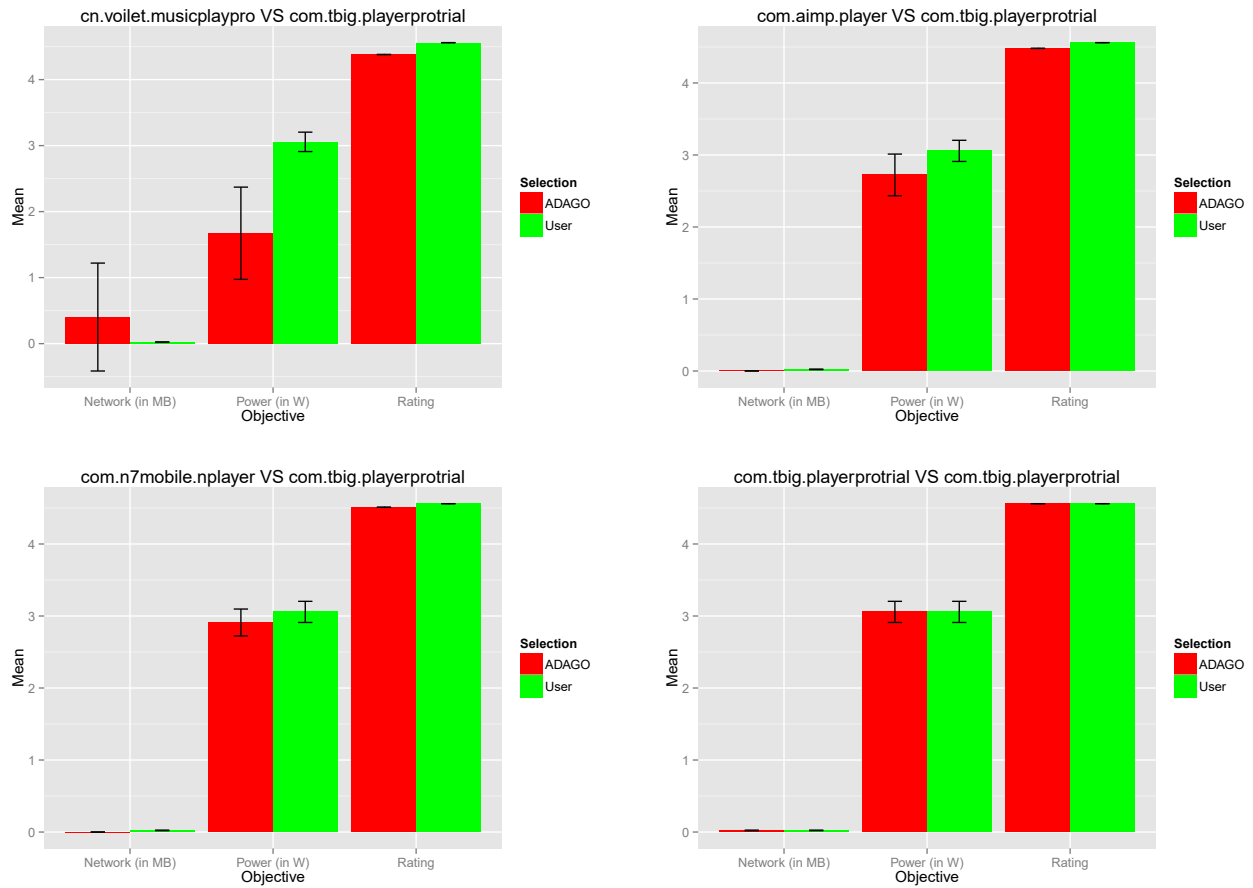 cn.voilet.musicplaypro VS com.tbig.playerprotrial
4
3
2
1
0
Mean
Network (in MB) Power (in W) Rating
Objective
Selection
ADAGO
User
com.aimp.player VS com.tbig.playerprotrial
4
3
2
1
0
Mean
Network (in MB) Power (in W) Rating
Objective
Selection
ADAGO
User
com.n7mobile.nplayer VS com.tbig.playerprotrial
4
3
2
1
0
Mean
Network (in MB) Power (in W) Rating
Objective
Selection
ADAGO
User
com.tbig.playerprotrial VS com.tbig.playerprotrial
4
3
2
1
0
Mean
Network (in MB) Power (in W) Rating
Objective
Selection
ADAGO
User